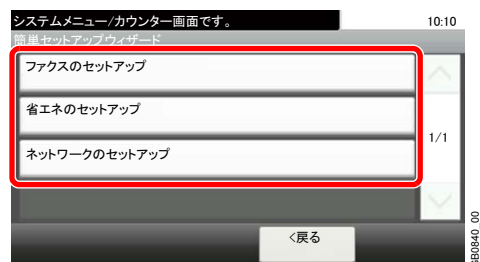 システムメニュー/カウンター画面です。
10:10
簡単セットアップウィザード
ファクスのセットアップ
省エネのセットアップ
1/1
ネットワークのセットアップ
<戻る
GB0840_00